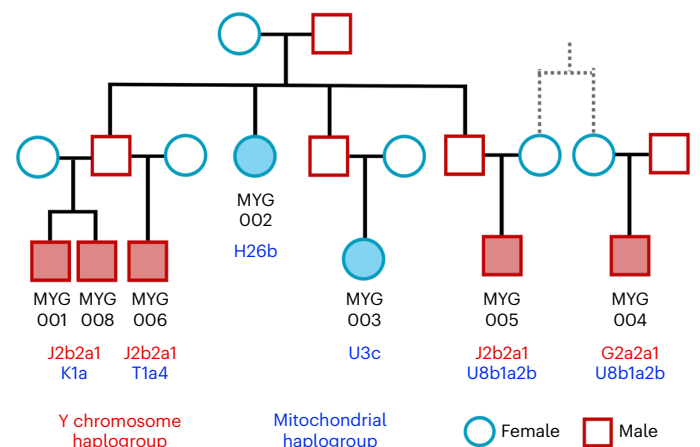 MYG
002
H26b
MYG
001
MYG
008
MYG
006
MYG
003
MYG
005
MYG
004
J2b2a1
K1a
J2b2a1
T1a4
U3c
J2b2a1
U8b1a2b
G2a2a1
U8b1a2b
Y chromosome
haplogroup
Mitochondrial
haplogroup
Female
Male